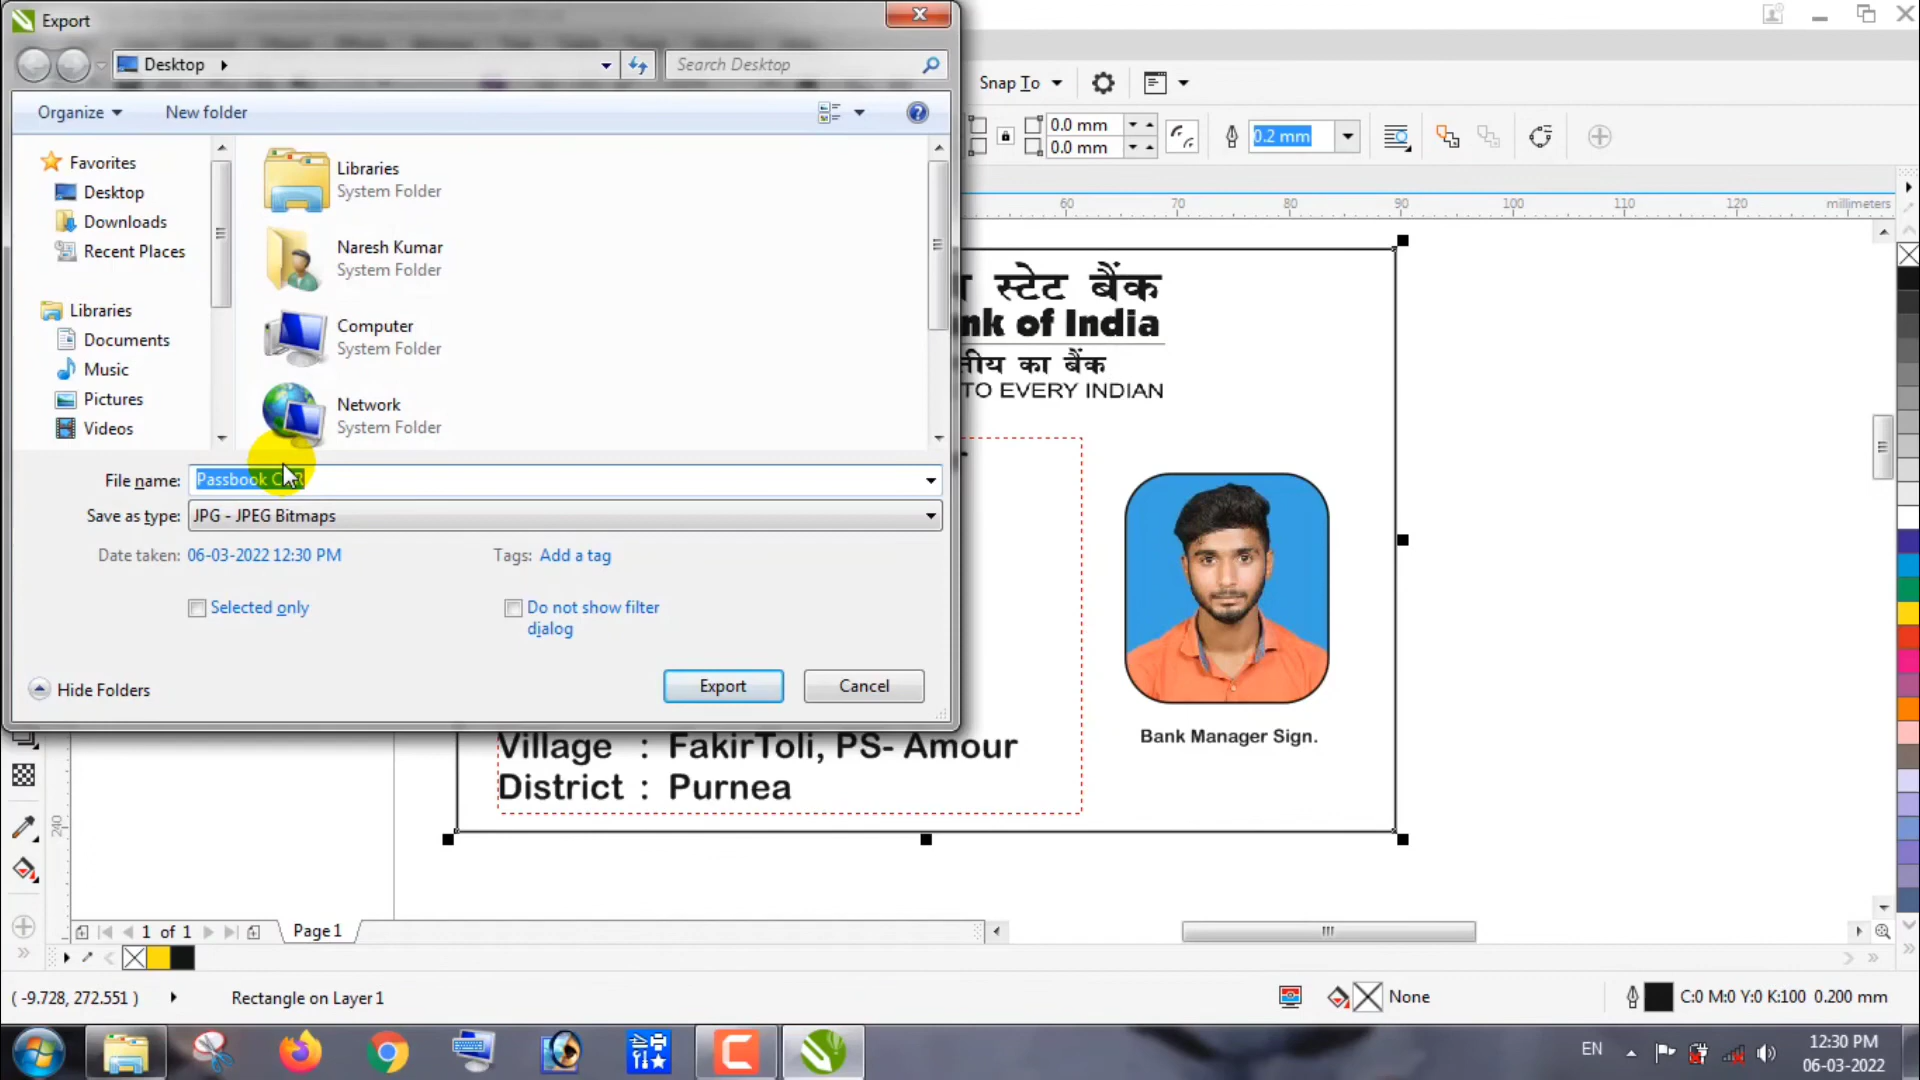 Export
Desktop
Search Desktop
Organize
New folder
Favorites
Desktop
Downloads
Recent Places
Libraries
Documents
Music
Pictures
Videos
Libraries
System Folder
Naresh Kumar
System Folder
Computer
System Folder
Network
System Folder
File name:
Passbook
Save as type:
JPG - JPEG Bitmaps
Date taken: 06-03-2022 12:30 PM
Tags: Add a tag
Selected only
Do not show filter
dialog
Hide Folders
Export
Cancel
Snap To
0.0 mm
0.0 mm
0.2 mm
60 70 80 90 100 110 120 millimeters
स्टेट बैंक
of India
का बैंक
TO EVERY INDIAN
Bank Manager Sign.
Village : FakirToli, PS- Amour
District : Purnea
240
1 of 1
Page 1
( -9.728, 272.551 )
Rectangle on Layer 1
None
C:0 M:0 Y:0 K:100 0.200 mm
EN
12:30 PM
06-03-2022